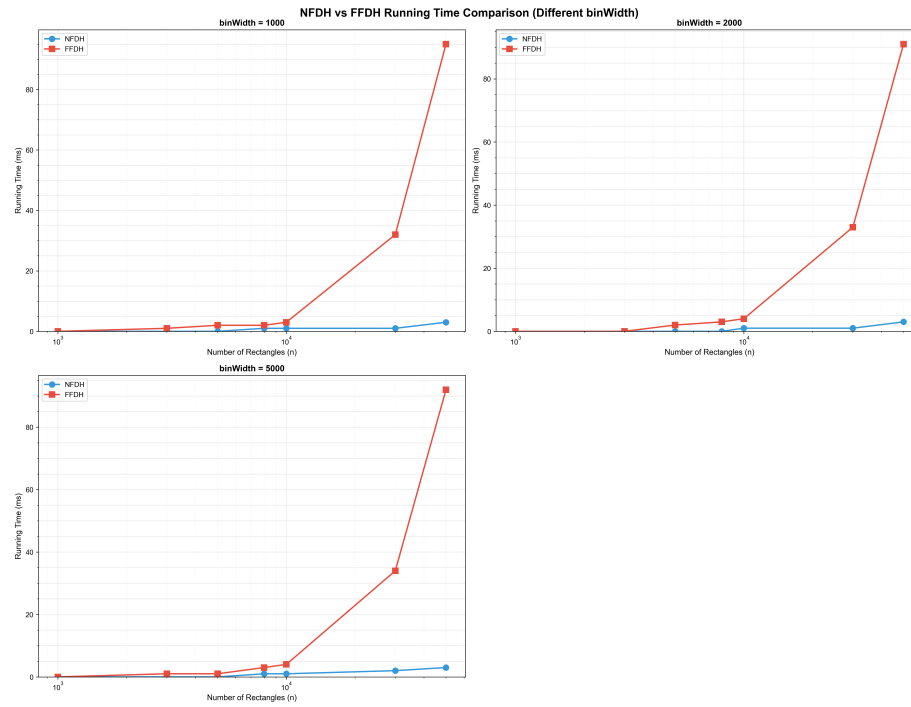 NFDH vs FFDH Running Time Comparison (Different binWidth)
binWidth = 1000
NFDH
FFDH
80
60
40
20
0
10³
10⁴
Running Time (ms)
Number of Rectangles (n)
binWidth = 2000
NFDH
FFDH
80
60
40
20
0
10³
10⁴
Running Time (ms)
Number of Rectangles (n)
binWidth = 5000
NFDH
FFDH
80
60
40
20
0
10³
10⁴
Running Time (ms)
Number of Rectangles (n)